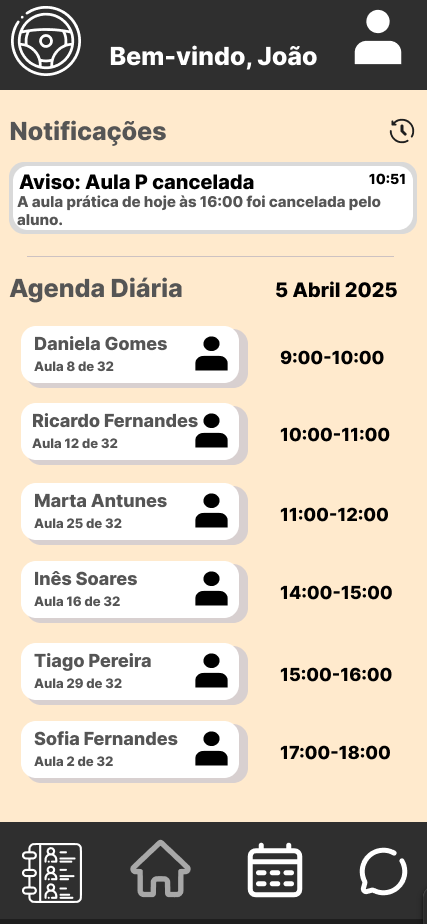 Bem-vindo, João
Notificações
Aviso: Aula P cancelada 10:51
A aula prática de hoje às 16:00 foi cancelada pelo
aluno.
Agenda Diária 5 Abril 2025
Daniela Gomes
Aula 8 de 32
9:00-10:00
Ricardo Fernandes
Aula 12 de 32
10:00-11:00
Marta Antunes
Aula 25 de 32
11:00-12:00
Inês Soares
Aula 16 de 32
14:00-15:00
Tiago Pereira
Aula 29 de 32
15:00-16:00
Sofia Fernandes
Aula 2 de 32
17:00-18:00